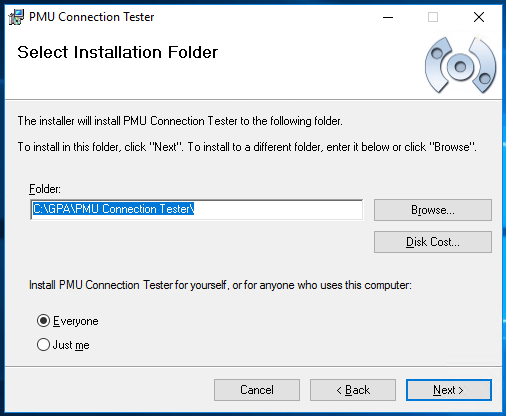 PMU Connection Tester
Select Installation Folder
The installer will install PMU Connection Tester to the following folder.
To install in this folder, click "Next". To install to a different folder, enter it below or click "Browse".
Folder:
C:\GPA\PMU Connection Tester\
Browse...
Disk Cost...
Install PMU Connection Tester for yourself, or for anyone who uses this computer:
Everyone
Just me
Cancel
< Back
Next >